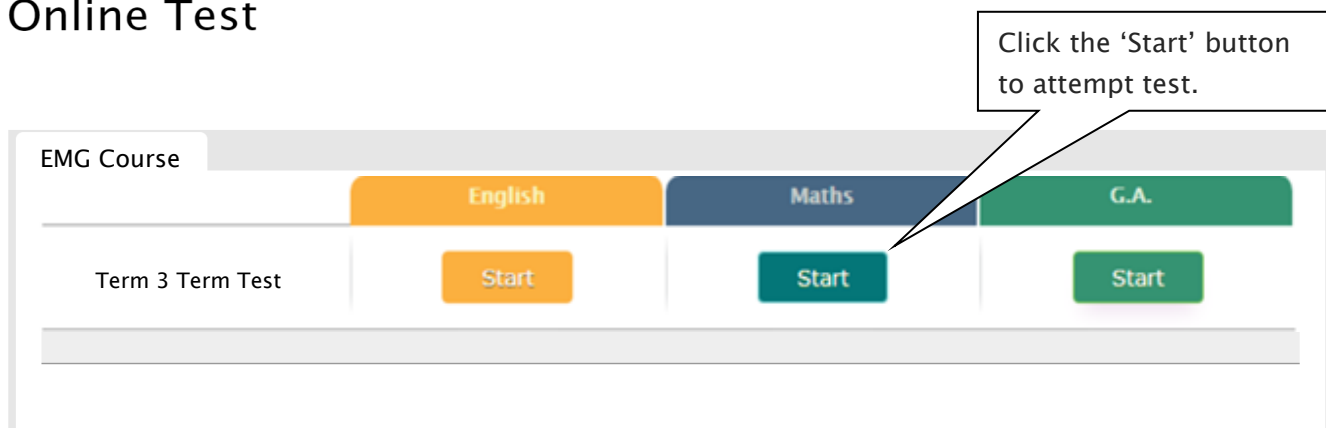 Online Test
Click the ‘Start’ button
to attempt test.
EMG Course
English Maths G.A.
Term 3 Term Test Start Start Start